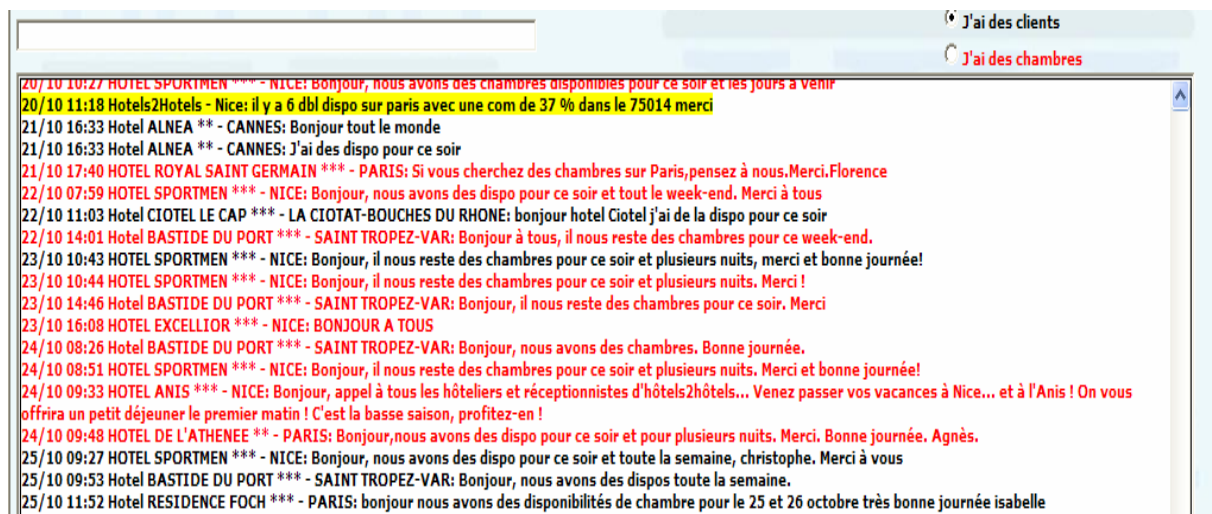 J'ai des clients
J'ai des chambres
20/10 10:27 HOTEL SPORTMEN *** - NICE: Bonjour, nous avons des chambres disponibles pour ce soir et les jours à venir
20/10 11:18 Hotels2Hotels - Nice: il y a 6 dbl dispo sur paris avec une com de 37 % dans le 75014 merci
21/10 16:33 Hotel ALNEA ** - CANNES: Bonjour tout le monde
21/10 16:33 Hotel ALNEA ** - CANNES: J'ai des dispo pour ce soir
21/10 17:40 HOTEL ROYAL SAINT GERMAIN *** - PARIS: Si vous cherchez des chambres sur Paris,pensez à nous.Merci.Florence
22/10 07:59 HOTEL SPORTMEN *** - NICE: Bonjour, nous avons des dispo pour ce soir et tout le week-end. Merci à tous
22/10 11:03 Hotel CIOTEL LE CAP *** - LA CIOTAT-BOUCHES DU RHONE: bonjour hotel Ciotel j'ai de la dispo pour ce soir
22/10 14:01 Hotel BASTIDE DU PORT *** - SAINT TROPEZ-VAR: Bonjour à tous, il nous reste des chambres pour ce week-end.
23/10 10:43 HOTEL SPORTMEN *** - NICE: Bonjour, il nous reste des chambres pour ce soir et plusieurs nuits, merci et bonne journée!
23/10 10:44 HOTEL SPORTMEN *** - NICE: Bonjour, il nous reste des chambres pour ce soir et plusieurs nuits. Merci !
23/10 14:46 Hotel BASTIDE DU PORT *** - SAINT TROPEZ-VAR: Bonjour, il nous reste des chambres pour ce soir. Merci
23/10 16:08 HOTEL EXCELLIOR *** - NICE: BONJOUR A TOUS
24/10 08:26 Hotel BASTIDE DU PORT *** - SAINT TROPEZ-VAR: Bonjour, nous avons des chambres. Bonne journée.
24/10 08:51 HOTEL SPORTMEN *** - NICE: Bonjour, il nous reste des chambres pour ce soir et plusieurs nuits. Merci et bonne journée!
24/10 09:33 HOTEL ANIS *** - NICE: Bonjour, appel à tous les hôteliers et réceptionnistes d'hôtels2hôtels... Venez passer vos vacances à Nice... et à l'Anis ! On vous
offrira un petit déjeuner le premier matin ! C'est la basse saison, profitez-en !
24/10 09:48 HOTEL DE L'ATHENEE ** - PARIS: Bonjour,nous avons des dispo pour ce soir et pour plusieurs nuits. Merci. Bonne journée. Agnès.
25/10 09:27 HOTEL SPORTMEN *** - NICE: Bonjour, nous avons des dispo pour ce soir et toute la semaine, christophe. Merci à vous
25/10 09:53 Hotel BASTIDE DU PORT *** - SAINT TROPEZ-VAR: Bonjour, nous avons des dispos toute la semaine.
25/10 11:52 Hotel RESIDENCE FOCH *** - PARIS: bonjour nous avons des disponibilités de chambre pour le 25 et 26 octobre très bonne journée isabelle